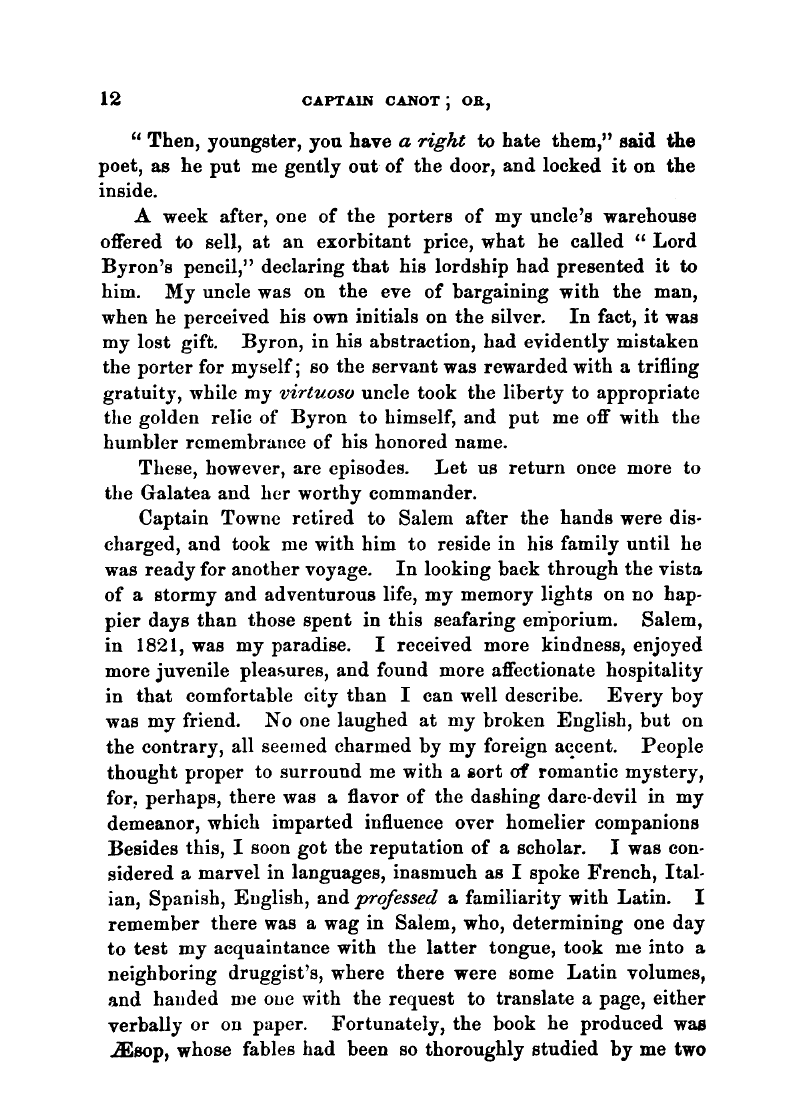 12 CAPTAIN CANOT; OR,
“Then, youngster, you have a right to hate them,” said the
poet, as he put me gently out of the door, and locked it on the
inside.
A week after, one of the porters of my uncle’s warehouse
offered to sell, at an exorbitant price, what he called “Lord
Byron’s pencil,” declaring that his lordship had presented it to
him. My uncle was on the eve of bargaining with the man,
when he perceived his own initials on the silver. In fact, it was
my lost gift. Byron, in his abstraction, had evidently mistaken
the porter for myself; so the servant was rewarded with a trifling
gratuity, while my virtuoso uncle took the liberty to appropriate
the golden relic of Byron to himself, and put me off with the
humbler remembrance of his honored name.
These, however, are episodes. Let us return once more to
the Galatea and her worthy commander.
Captain Towne retired to Salem after the hands were dis-
charged, and took me with him to reside in his family until he
was ready for another voyage. In looking back through the vista
of a stormy and adventurous life, my memory lights on no hap-
pier days than those spent in this seafaring emporium. Salem,
in 1821, was my paradise. I received more kindness, enjoyed
more juvenile pleasures, and found more affectionate hospitality
in that comfortable city than I can well describe. Every boy
was my friend. No one laughed at my broken English, but on
the contrary, all seemed charmed by my foreign accent. People
thought proper to surround me with a sort of romantic mystery,
for, perhaps, there was a flavor of the dashing dare-devil in my
demeanor, which imparted influence over homelier companions
Besides this, I soon got the reputation of a scholar. I was con-
sidered a marvel in languages, inasmuch as I spoke French, Ital-
ian, Spanish, English, and professed a familiarity with Latin. I
remember there was a wag in Salem, who, determining one day
to test my acquaintance with the latter tongue, took me into a
neighboring druggist’s, where there were some Latin volumes,
and handed me one with the request to translate a page, either
verbally or on paper. Fortunately, the book he produced was
Æsop, whose fables had been so thoroughly studied by me two